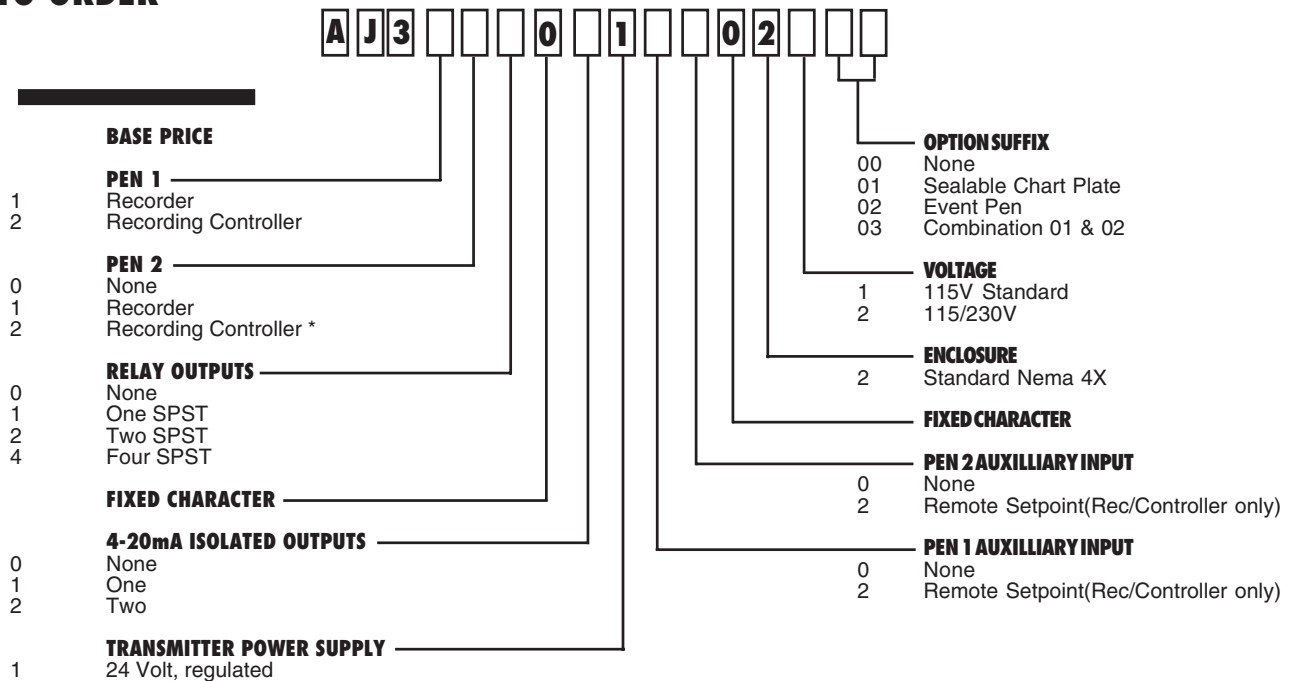 TO ORDER
A J 3 0 1 0 2
BASE PRICE
PEN 1
1 Recorder
2 Recording Controller
PEN 2
0 None
1 Recorder
2 Recording Controller *
RELAY OUTPUTS
0 None
1 One SPST
2 Two SPST
4 Four SPST
FIXED CHARACTER
4-20mA ISOLATED OUTPUTS
0 None
1 One
2 Two
TRANSMITTER POWER SUPPLY
1 24 Volt, regulated
OPTION SUFFIX
00 None
01 Sealable Chart Plate
02 Event Pen
03 Combination 01 & 02
VOLTAGE
1 115V Standard
2 115/230V
ENCLOSURE
2 Standard Nema 4X
FIXED CHARACTER
PEN 2 AUXILLIARY INPUT
0 None
2 Remote Setpoint(Rec/Controller only)
PEN 1 AUXILLIARY INPUT
0 None
2 Remote Setpoint(Rec/Controller only)